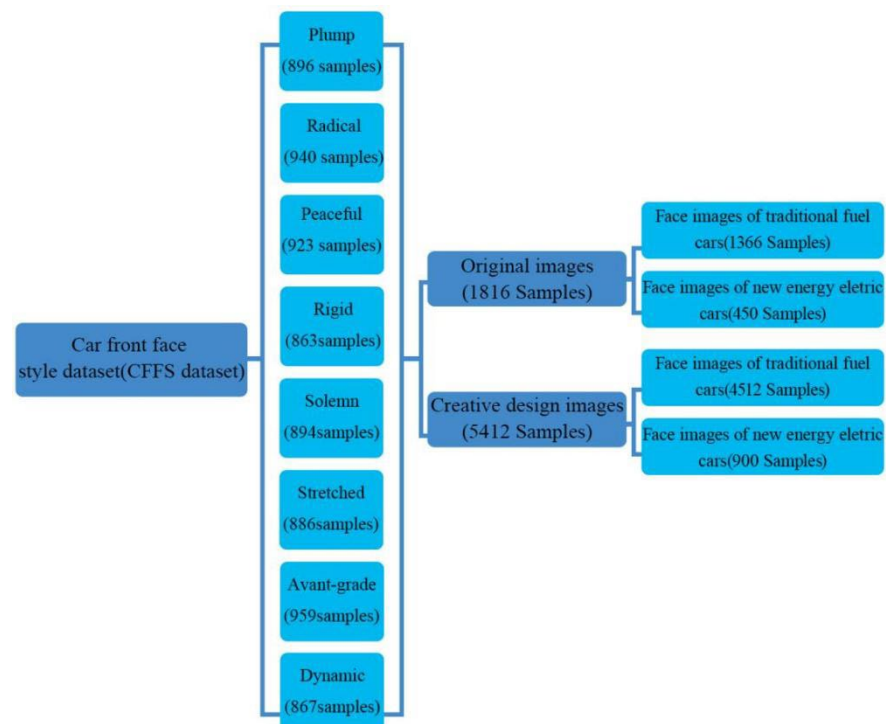 Car front face
style dataset(CFFS dataset)
Plump
(896 samples)
Radical
(940 samples)
Peaceful
(923 samples)
Rigid
(863samples)
Solemn
(894samples)
Stretched
(886samples)
Avant-grade
(959samples)
Dynamic
(867samples)
Original images
(1816 Samples)
Creative design images
(5412 Samples)
Face images of traditional fuel
cars(1366 Samples)
Face images of new energy eletric
cars(450 Samples)
Face images of traditional fuel
cars(4512 Samples)
Face images of new energy eletric
cars(900 Samples)